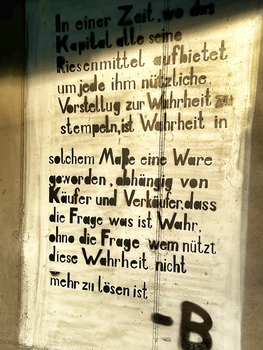 In einer Zeit, wo das
Kapital alle seine
Riesenmittel aufbietet
um jede ihm nützliche
Vorstellug zur Wahrheit zu
stempeln, ist Wahrheit in
solchem Maße eine Ware
geworden, abhängig von
Käufer und Verkäufer, dass
die Frage was ist Wahr,
ohne die Frage wem nützt
diese Wahrheit nicht
mehr zu lösen ist
-B